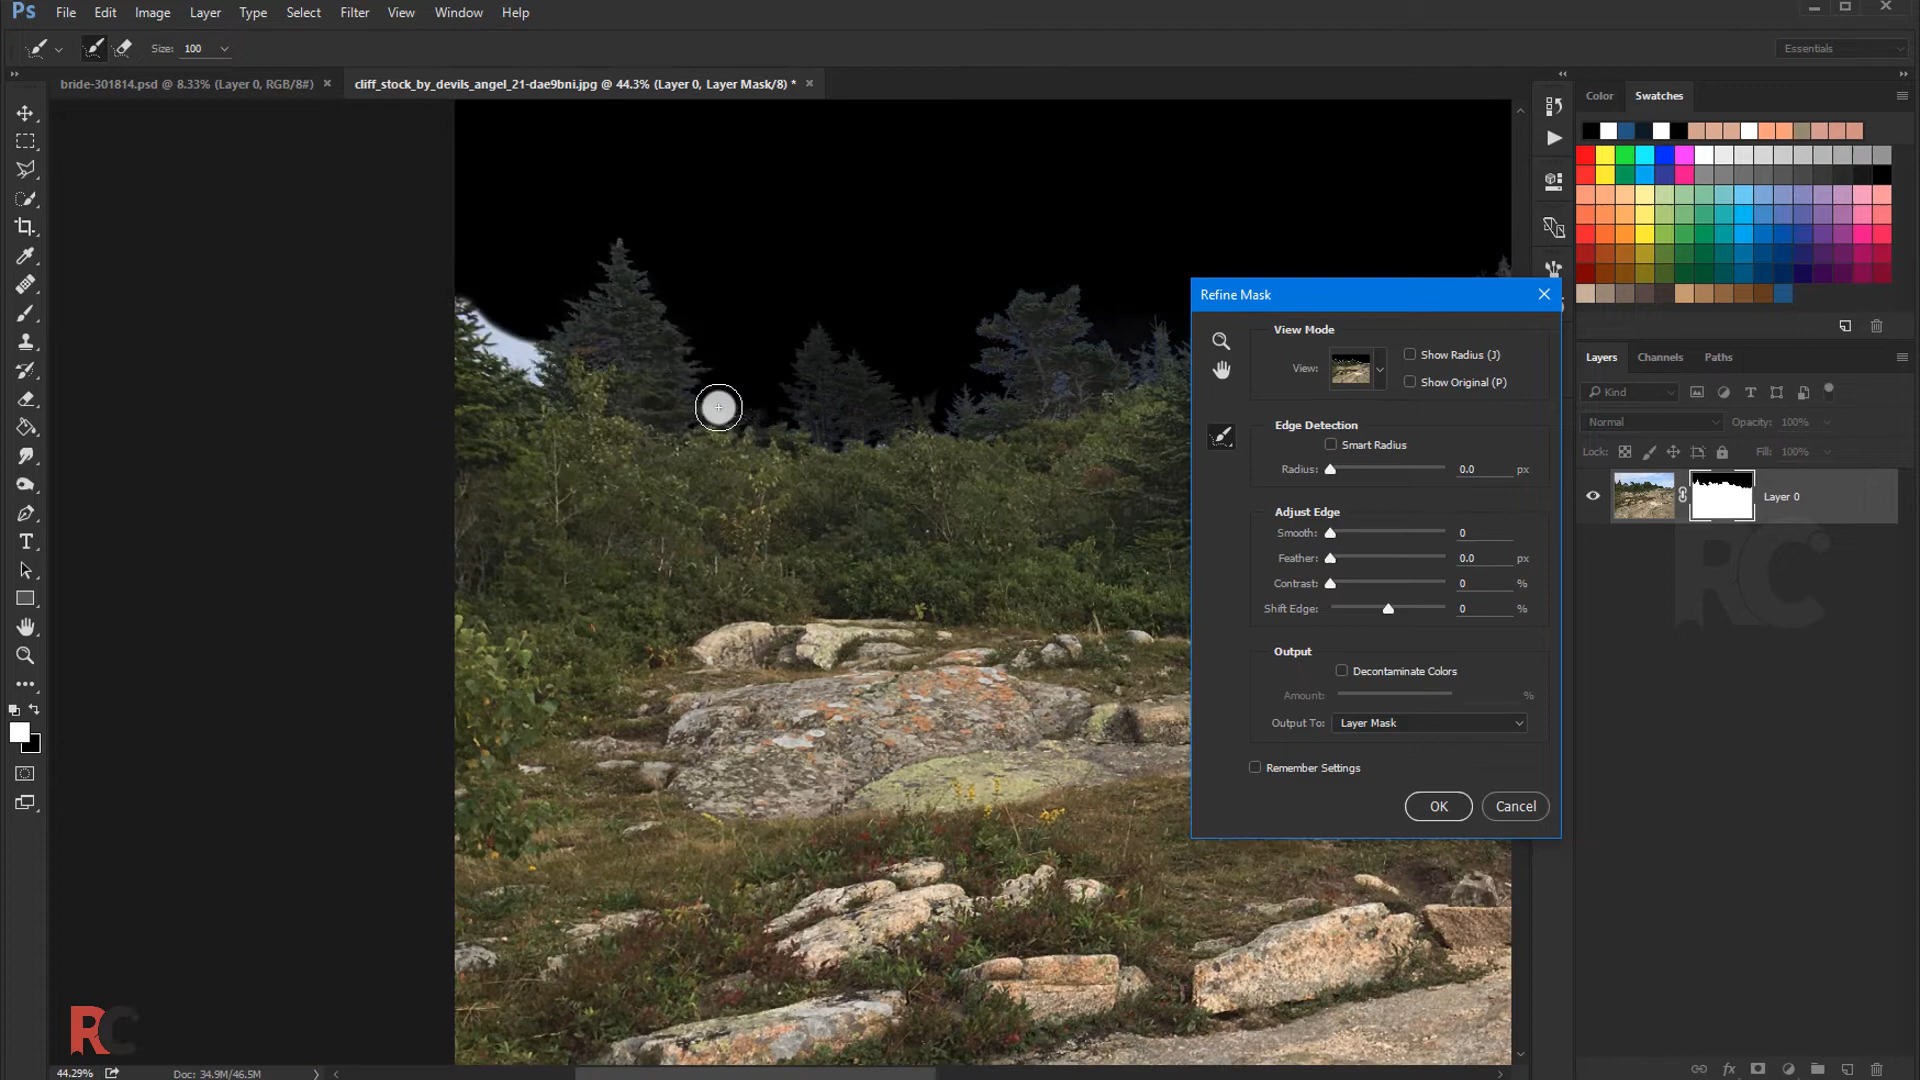 Ps File Edit Image Layer Type Select Filter View Window Help
Size: 100
Essentials
bride-301814.psd @ 8.33% (Layer 0, RGB/8#) ×
cliff_stock_by_devils_angel_21-dae9bni.jpg @ 44.3% (Layer 0, Layer Mask/8) * ×
Color Swatches
Refine Mask
View Mode
View:
Show Radius (J)
Show Original (P)
Edge Detection
Smart Radius
Radius: 0.0 px
Adjust Edge
Smooth: 0
Feather: 0.0 px
Contrast: 0 %
Shift Edge: 0 %
Output
Decontaminate Colors
Amount: %
Output To: Layer Mask
Remember Settings
OK Cancel
Layers Channels Paths
Kind
Normal Opacity: 100%
Lock: Fill: 100%
Layer 0
RC
RC
44.29% Doc: 34.9M/46.5M
fx